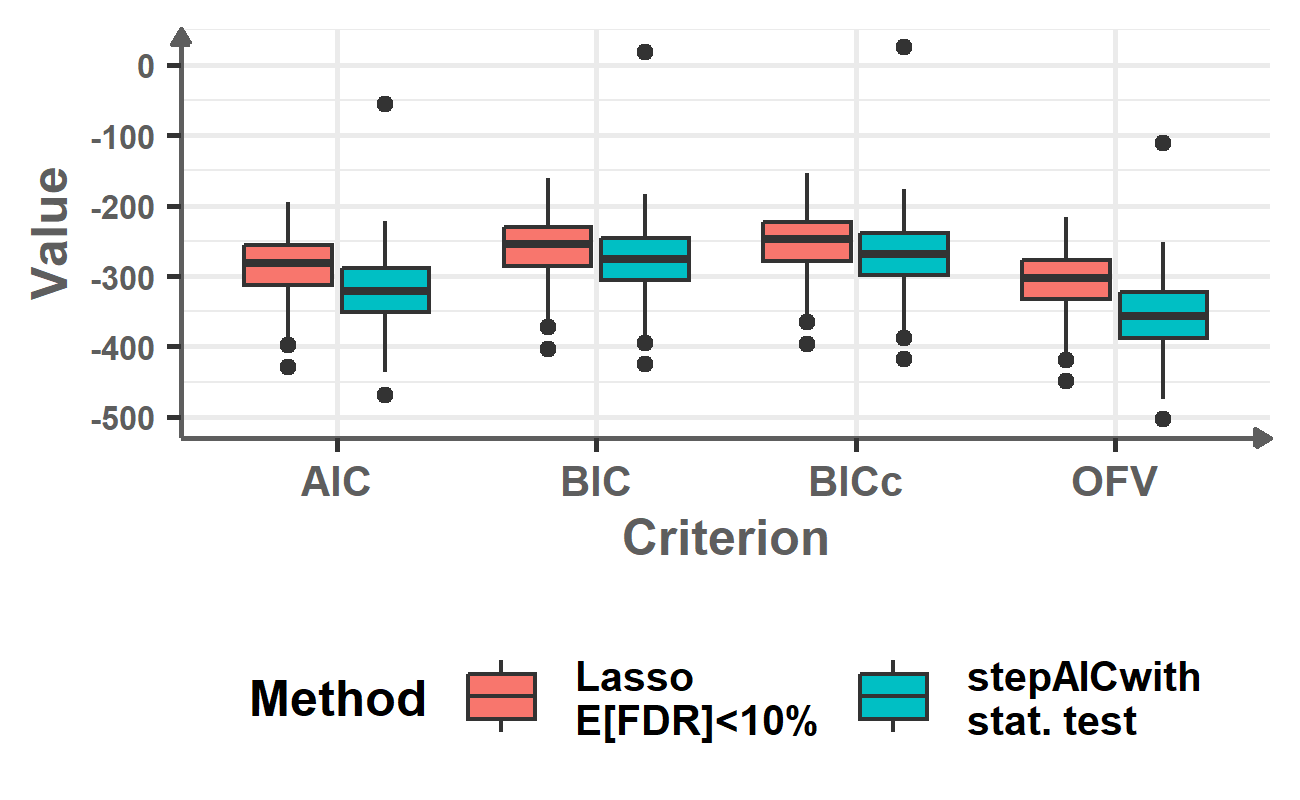 Value
0
-100
-200
-300
-400
-500
AIC
BIC
BICc
OFV
Criterion
Method
Lasso
E[FDR]<10%
stepAICwith
stat. test